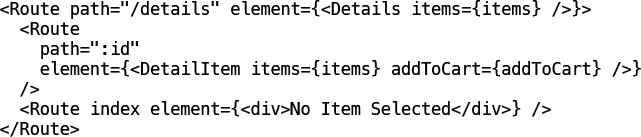 <Route path="/details" element={<Details items={items} />}>
  <Route
    path=":id"
    element={<DetailItem items={items} addToCart={addToCart} />}
  />
  <Route index element={<div>No Item Selected</div>} />
</Route>